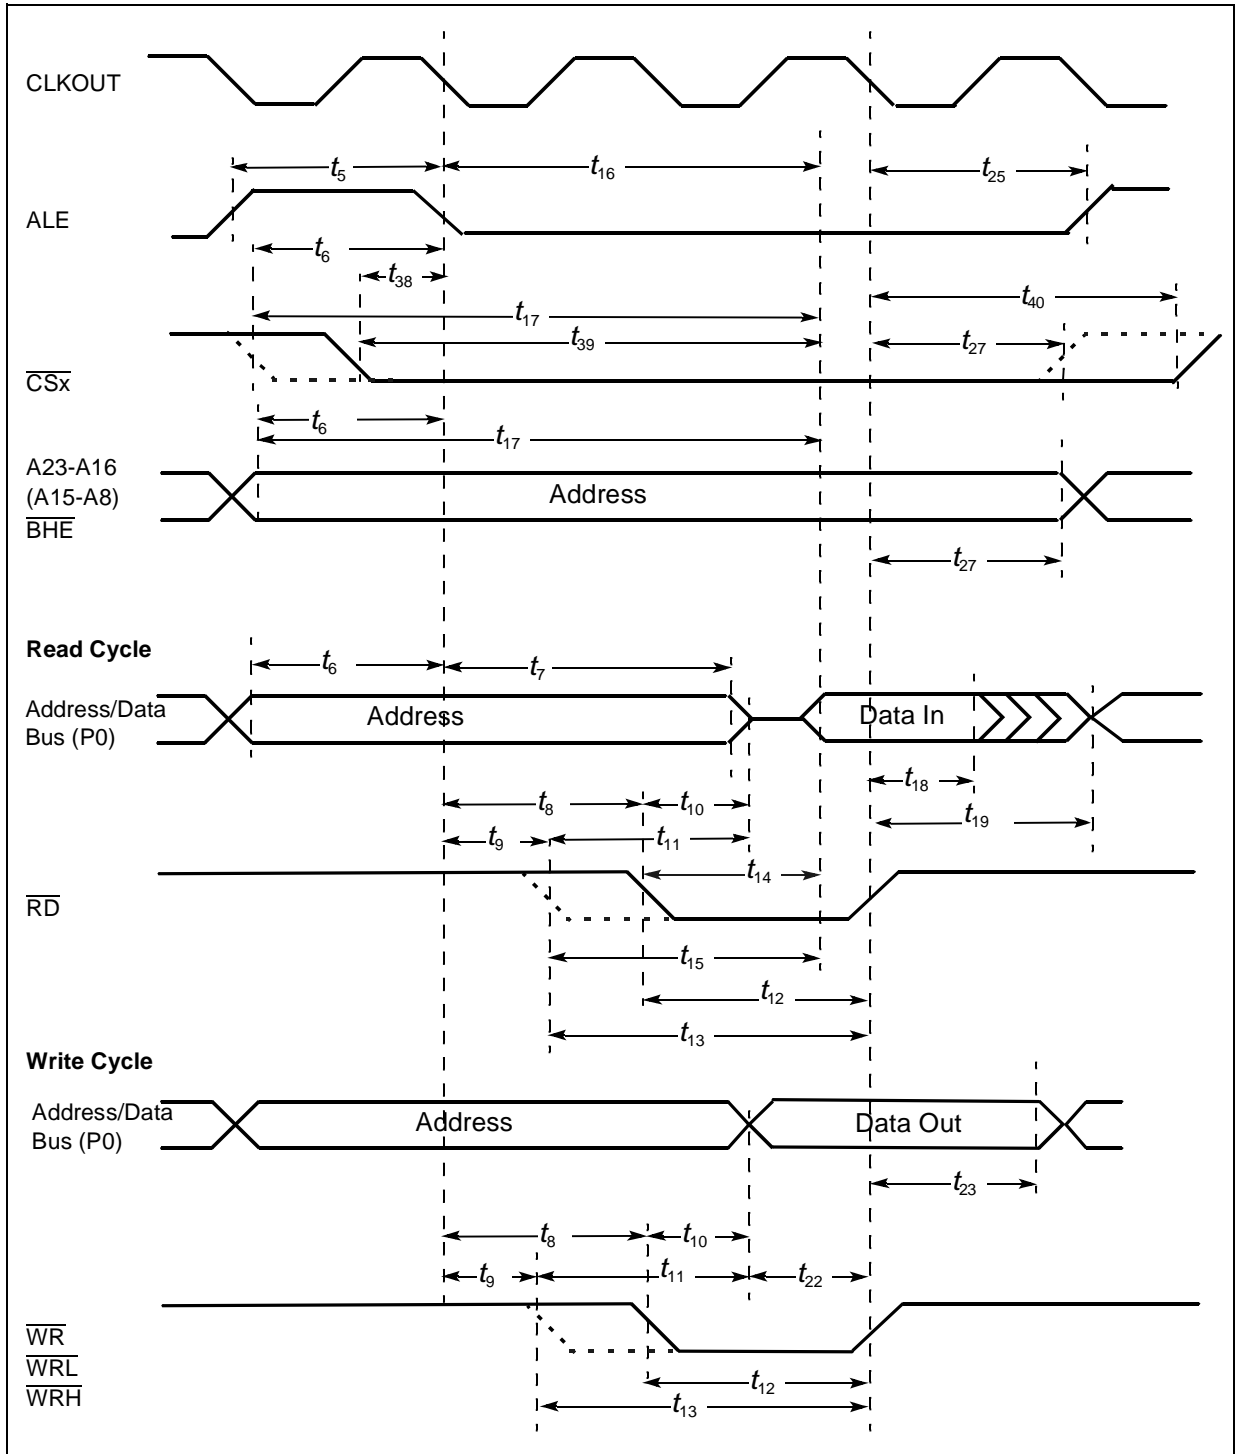 CLKOUT
t5
t16
t25
ALE
t6
t38
t40
t17
t39
t27
CSx
t6
t17
A23-A16
(A15-A8)
BHE
Address
t27
Read Cycle
t6
t7
Address/Data
Bus (P0)
Address
Data In
t18
t8
t10
t19
t9
t11
t14
RD
t15
t12
t13
Write Cycle
Address/Data
Bus (P0)
Address
Data Out
t23
t8
t10
t9
t11
t22
WR
WRL
WRH
t12
t13